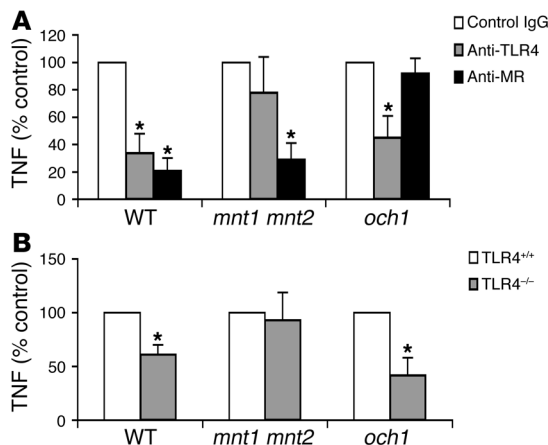 A
Control IgG
Anti-TLR4
Anti-MR
TNF (% control)
120
100
80
60
40
20
0
*
*
*
*
WT
mnt1 mnt2
och1
B
TLR4+/+
TLR4−/−
TNF (% control)
150
100
50
0
*
*
WT
mnt1 mnt2
och1